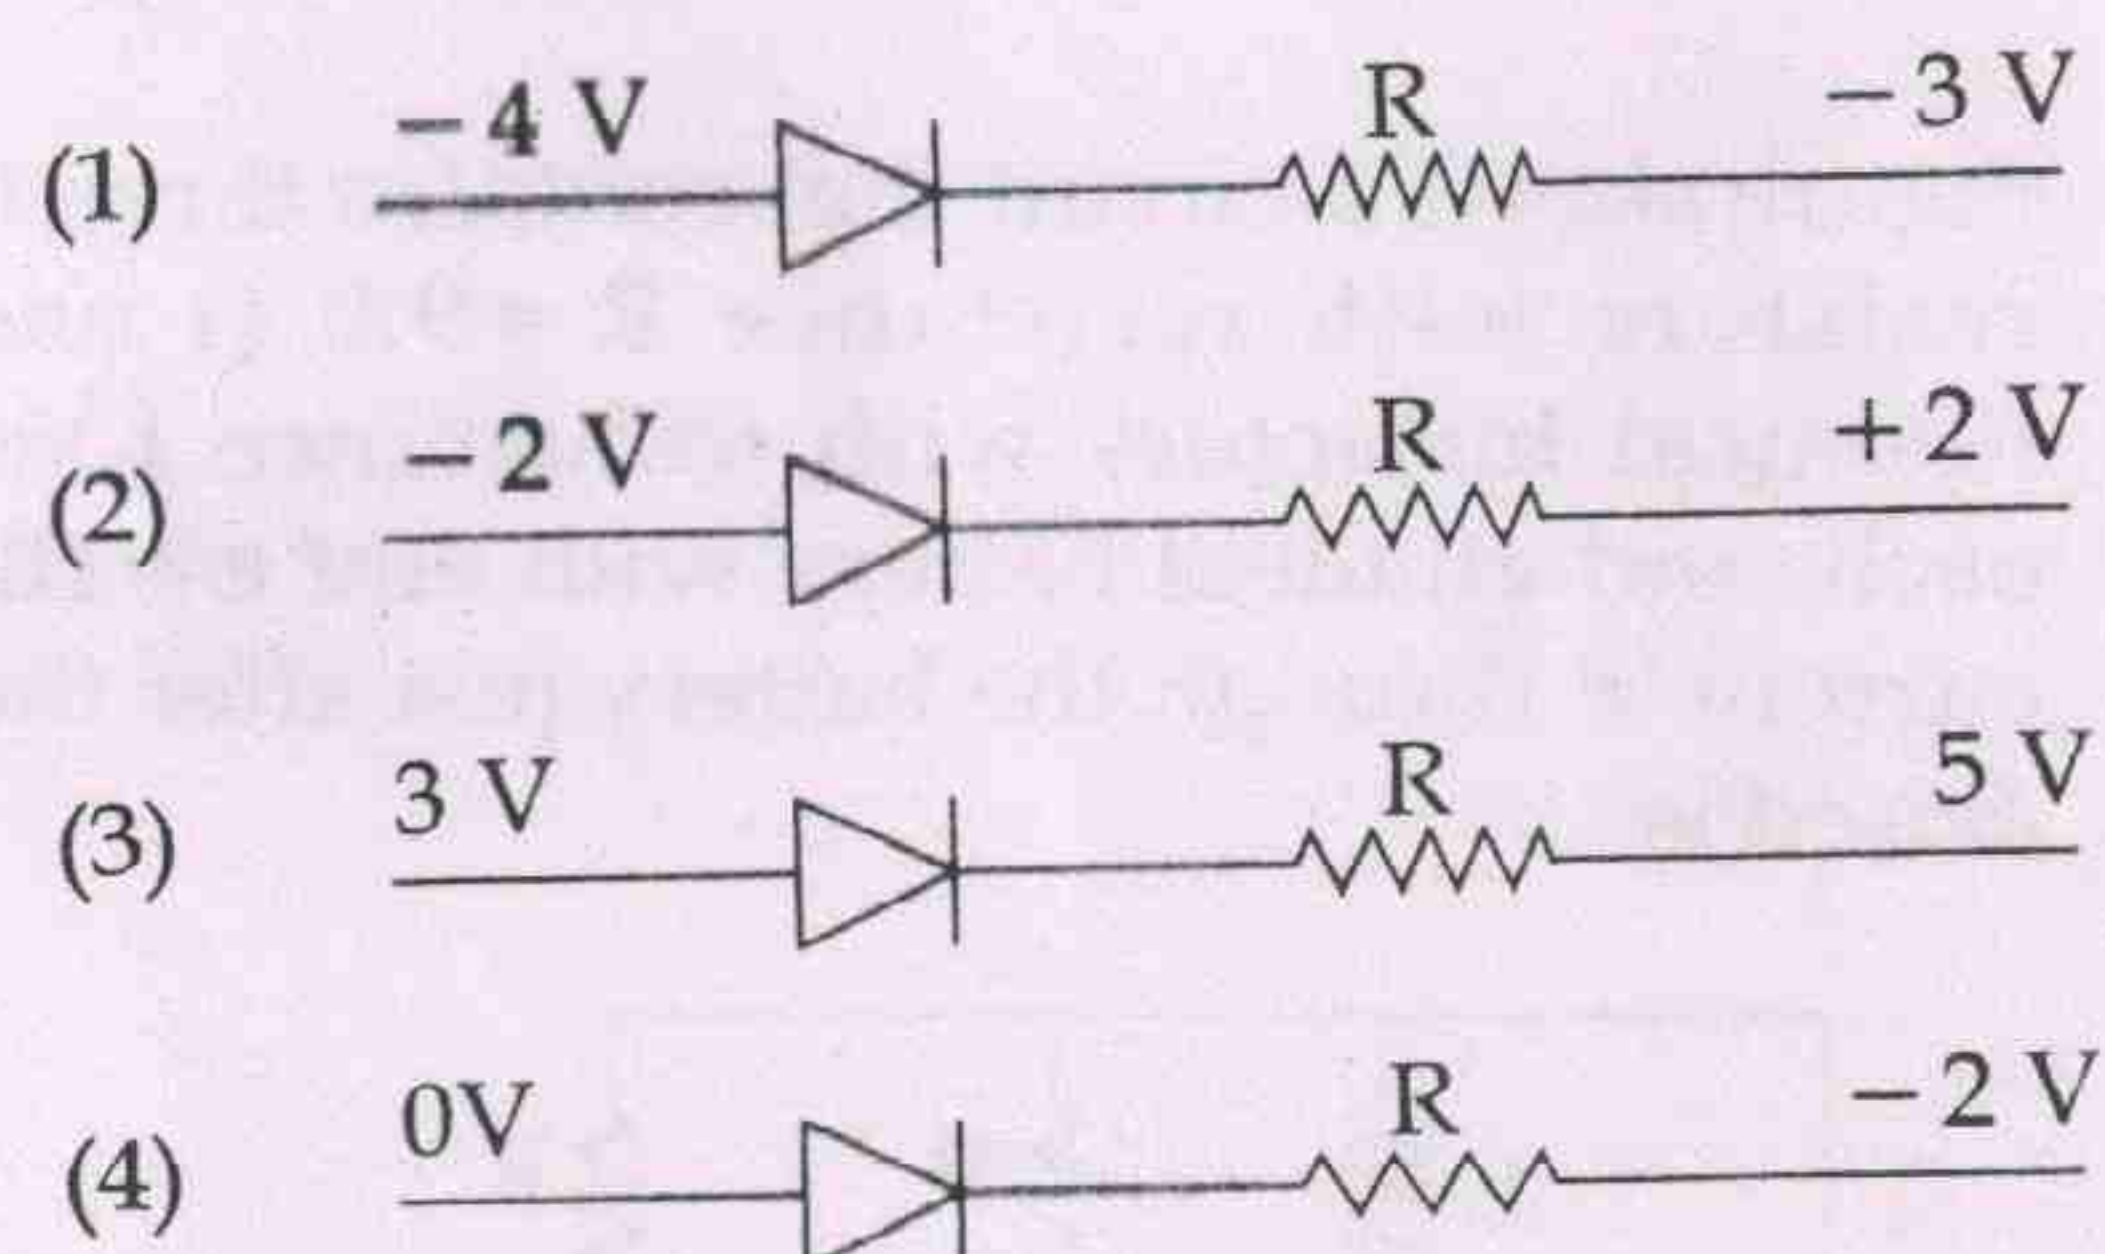 (1) −4 V R −3 V
(2) −2 V R +2 V
(3) 3 V R 5 V
(4) 0V R −2 V